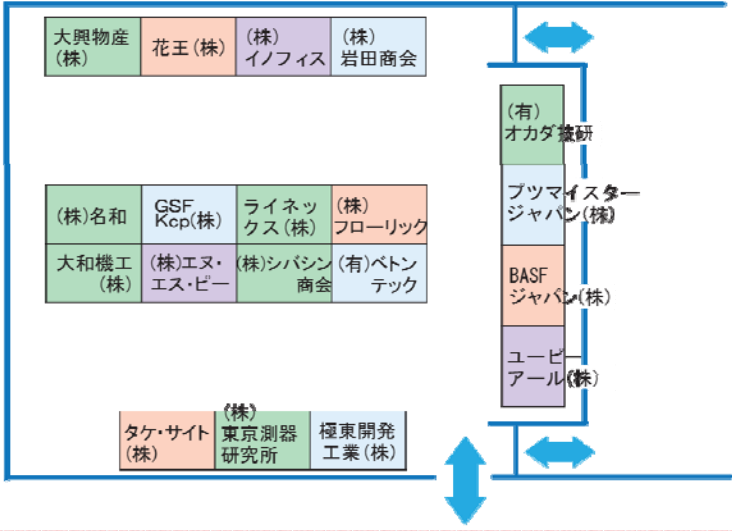 大興物産
(株)
花王(株)
(株)
イノフィス
(株)
岩田商会
(有)
オカダ技研
プツマイスター
ジャパン(株)
BASF
ジャパン(株)
ユーピー
アール(株)
(株)名和
GSF
Kcp(株)
ライネッ
クス(株)
(株)
フローリック
大和機工
(株)
(株)エヌ・
エス・ビー
(株)シバシン
商会
(有)ベトン
テック
タケ・サイト
(株)
(株)
東京測器
研究所
極東開発
工業(株)